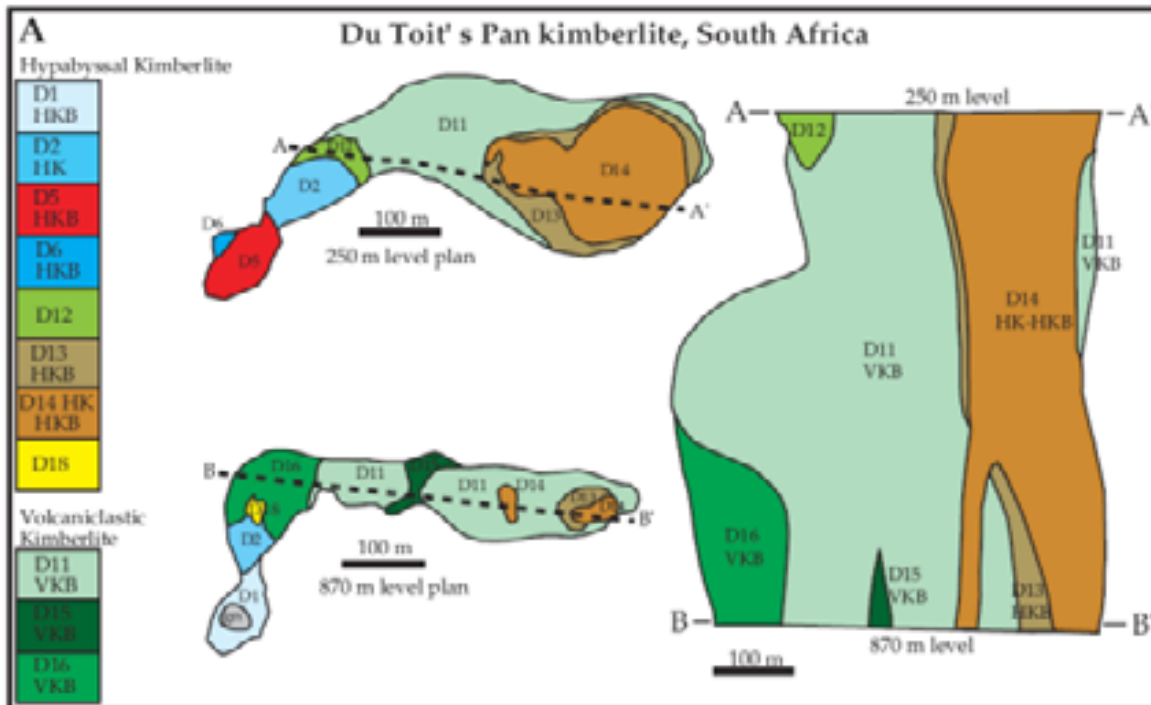 A
Du Toit' s Pan kimberlite, South Africa
Hypabyssal Kimberlite
D1
HKB
D2
HK
D5
HKB
D6
HKB
D12
D13
HKB
D14 HK
HKB
D18
Volcaniclastic
Kimberlite
D11
VKB
D15
VKB
D16
VKB
A
D11
D2
D6
D5
D14
D13
A'
100 m
250 m level plan
B
D16
D11
D11
D14
D13
B'
D2
D1
100 m
870 m level plan
250 m level
A
A'
D12
D11
VKB
D14
HK-HKB
D11
VKB
D16
VKB
D15
VKB
D13
HKB
B
B'
870 m level
100 m